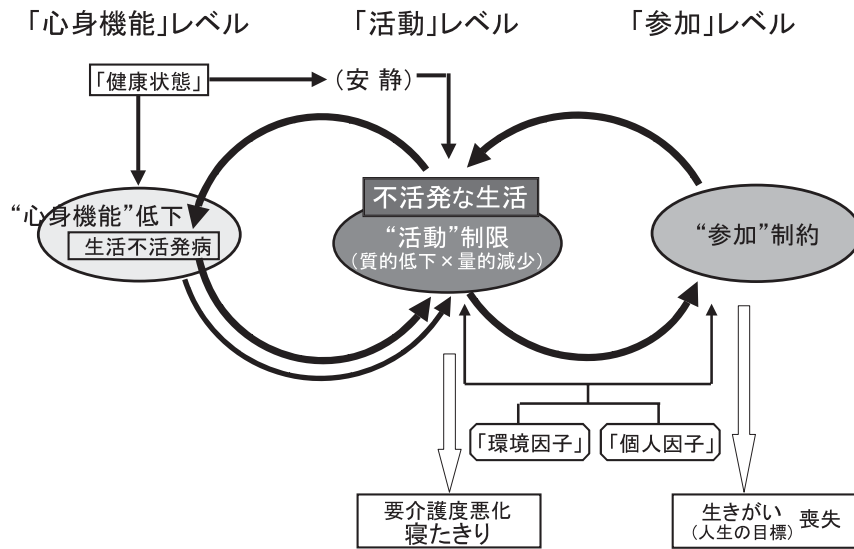 「心身機能」レベル 「活動」レベル 「参加」レベル
「健康状態」 (安 静)
不活発な生活
“心身機能”低下
生活不活発病
“活動”制限
(質的低下×量的減少)
“参加”制約
「環境因子」 「個人因子」
要介護度悪化
寝たきり
生きがい 喪失
(人生の目標)